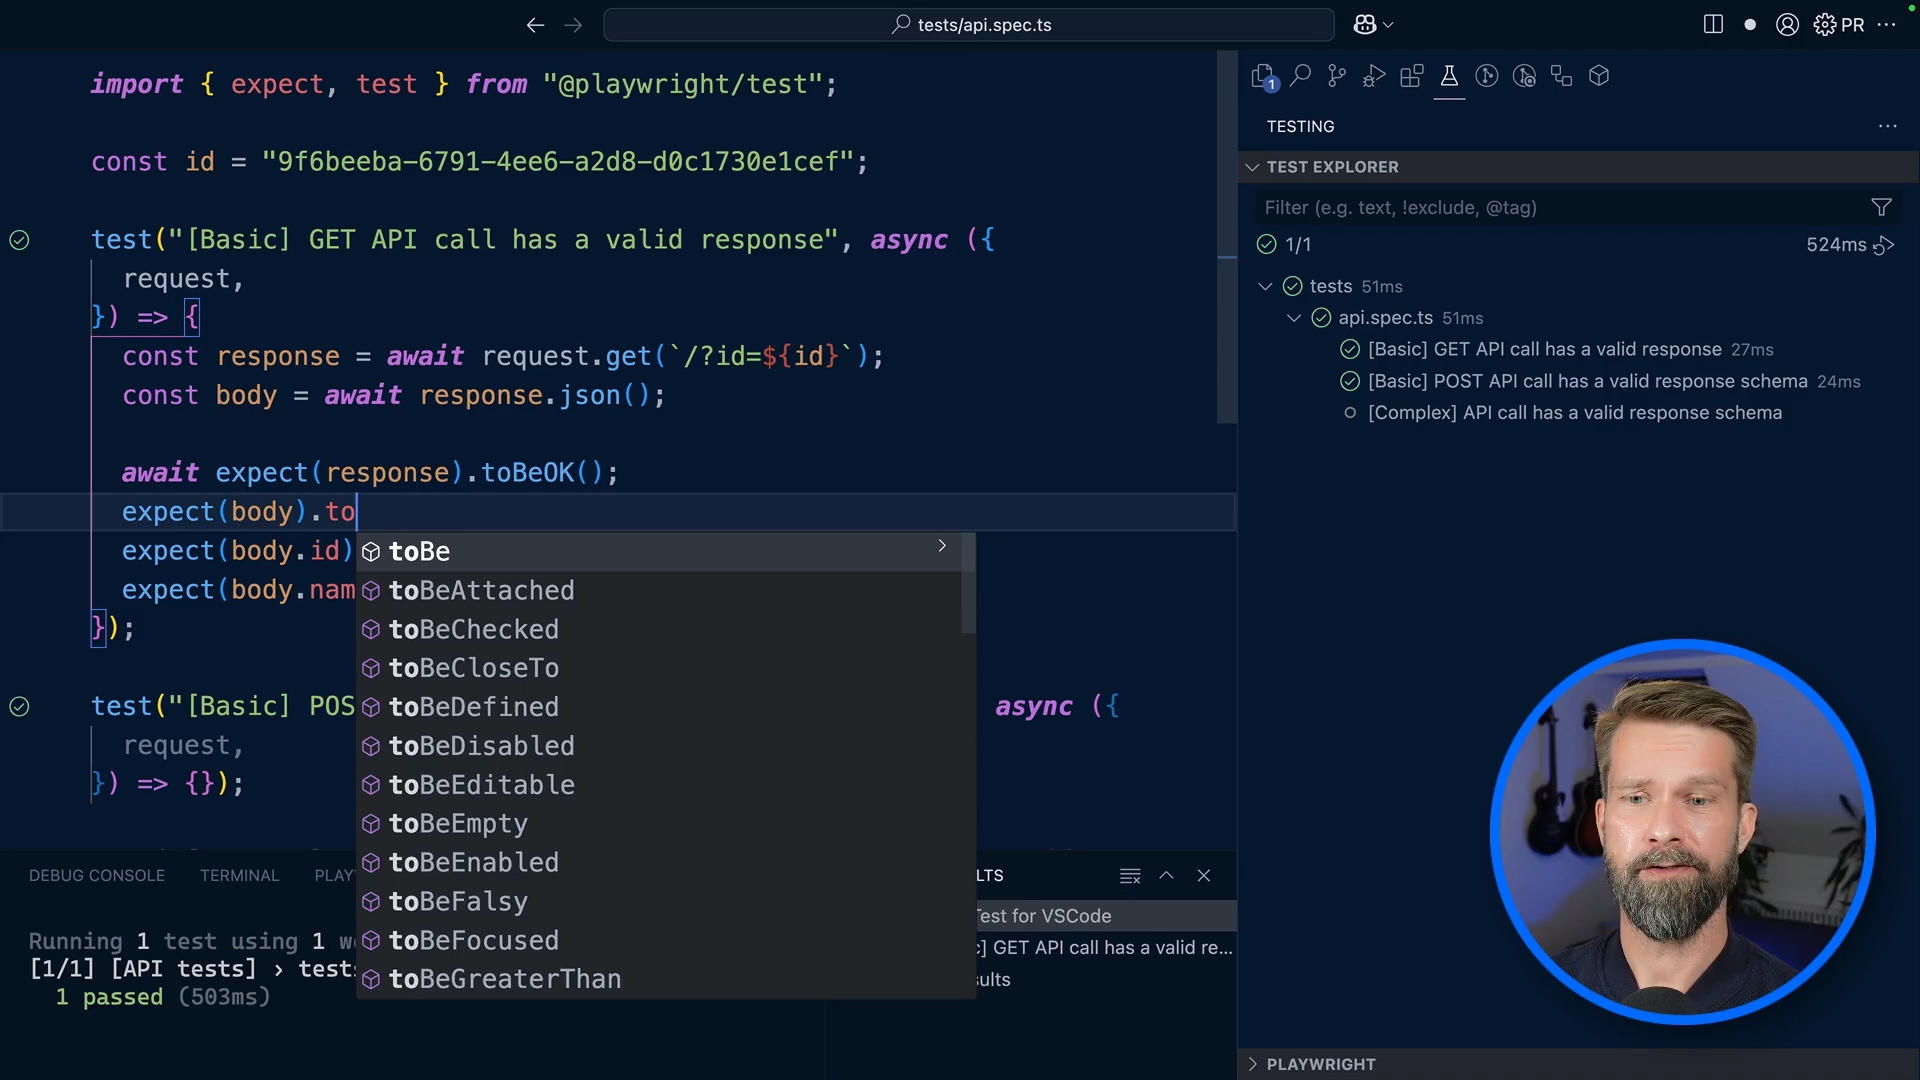 tests/api.spec.ts
PR
import { expect, test } from "@playwright/test";
const id = "9f6beeba-6791-4ee6-a2d8-d0c1730e1cef";
test("[Basic] GET API call has a valid response", async ({
request,
}) => {
const response = await request.get(`/?id=${id}`);
const body = await response.json();
await expect(response).toBeOK();
expect(body).to
expect(body.id)
expect(body.nam
});
toBe
toBeAttached
toBeChecked
toBeCloseTo
toBeDefined
toBeDisabled
toBeEditable
toBeEmpty
toBeEnabled
toBeFalsy
toBeFocused
toBeGreaterThan
test("[Basic] POS async ({
request,
}) => {});
DEBUG CONSOLE TERMINAL PLAY LTS
Running 1 test using 1 w
[1/1] [API tests] › test
1 passed (503ms)
Test for VSCode
c] GET API call has a valid re...
sults
1
TESTING
TEST EXPLORER
Filter (e.g. text, !exclude, @tag)
1/1 524ms
tests 51ms
api.spec.ts 51ms
[Basic] GET API call has a valid response 27ms
[Basic] POST API call has a valid response schema 24ms
[Complex] API call has a valid response schema
PLAYWRIGHT